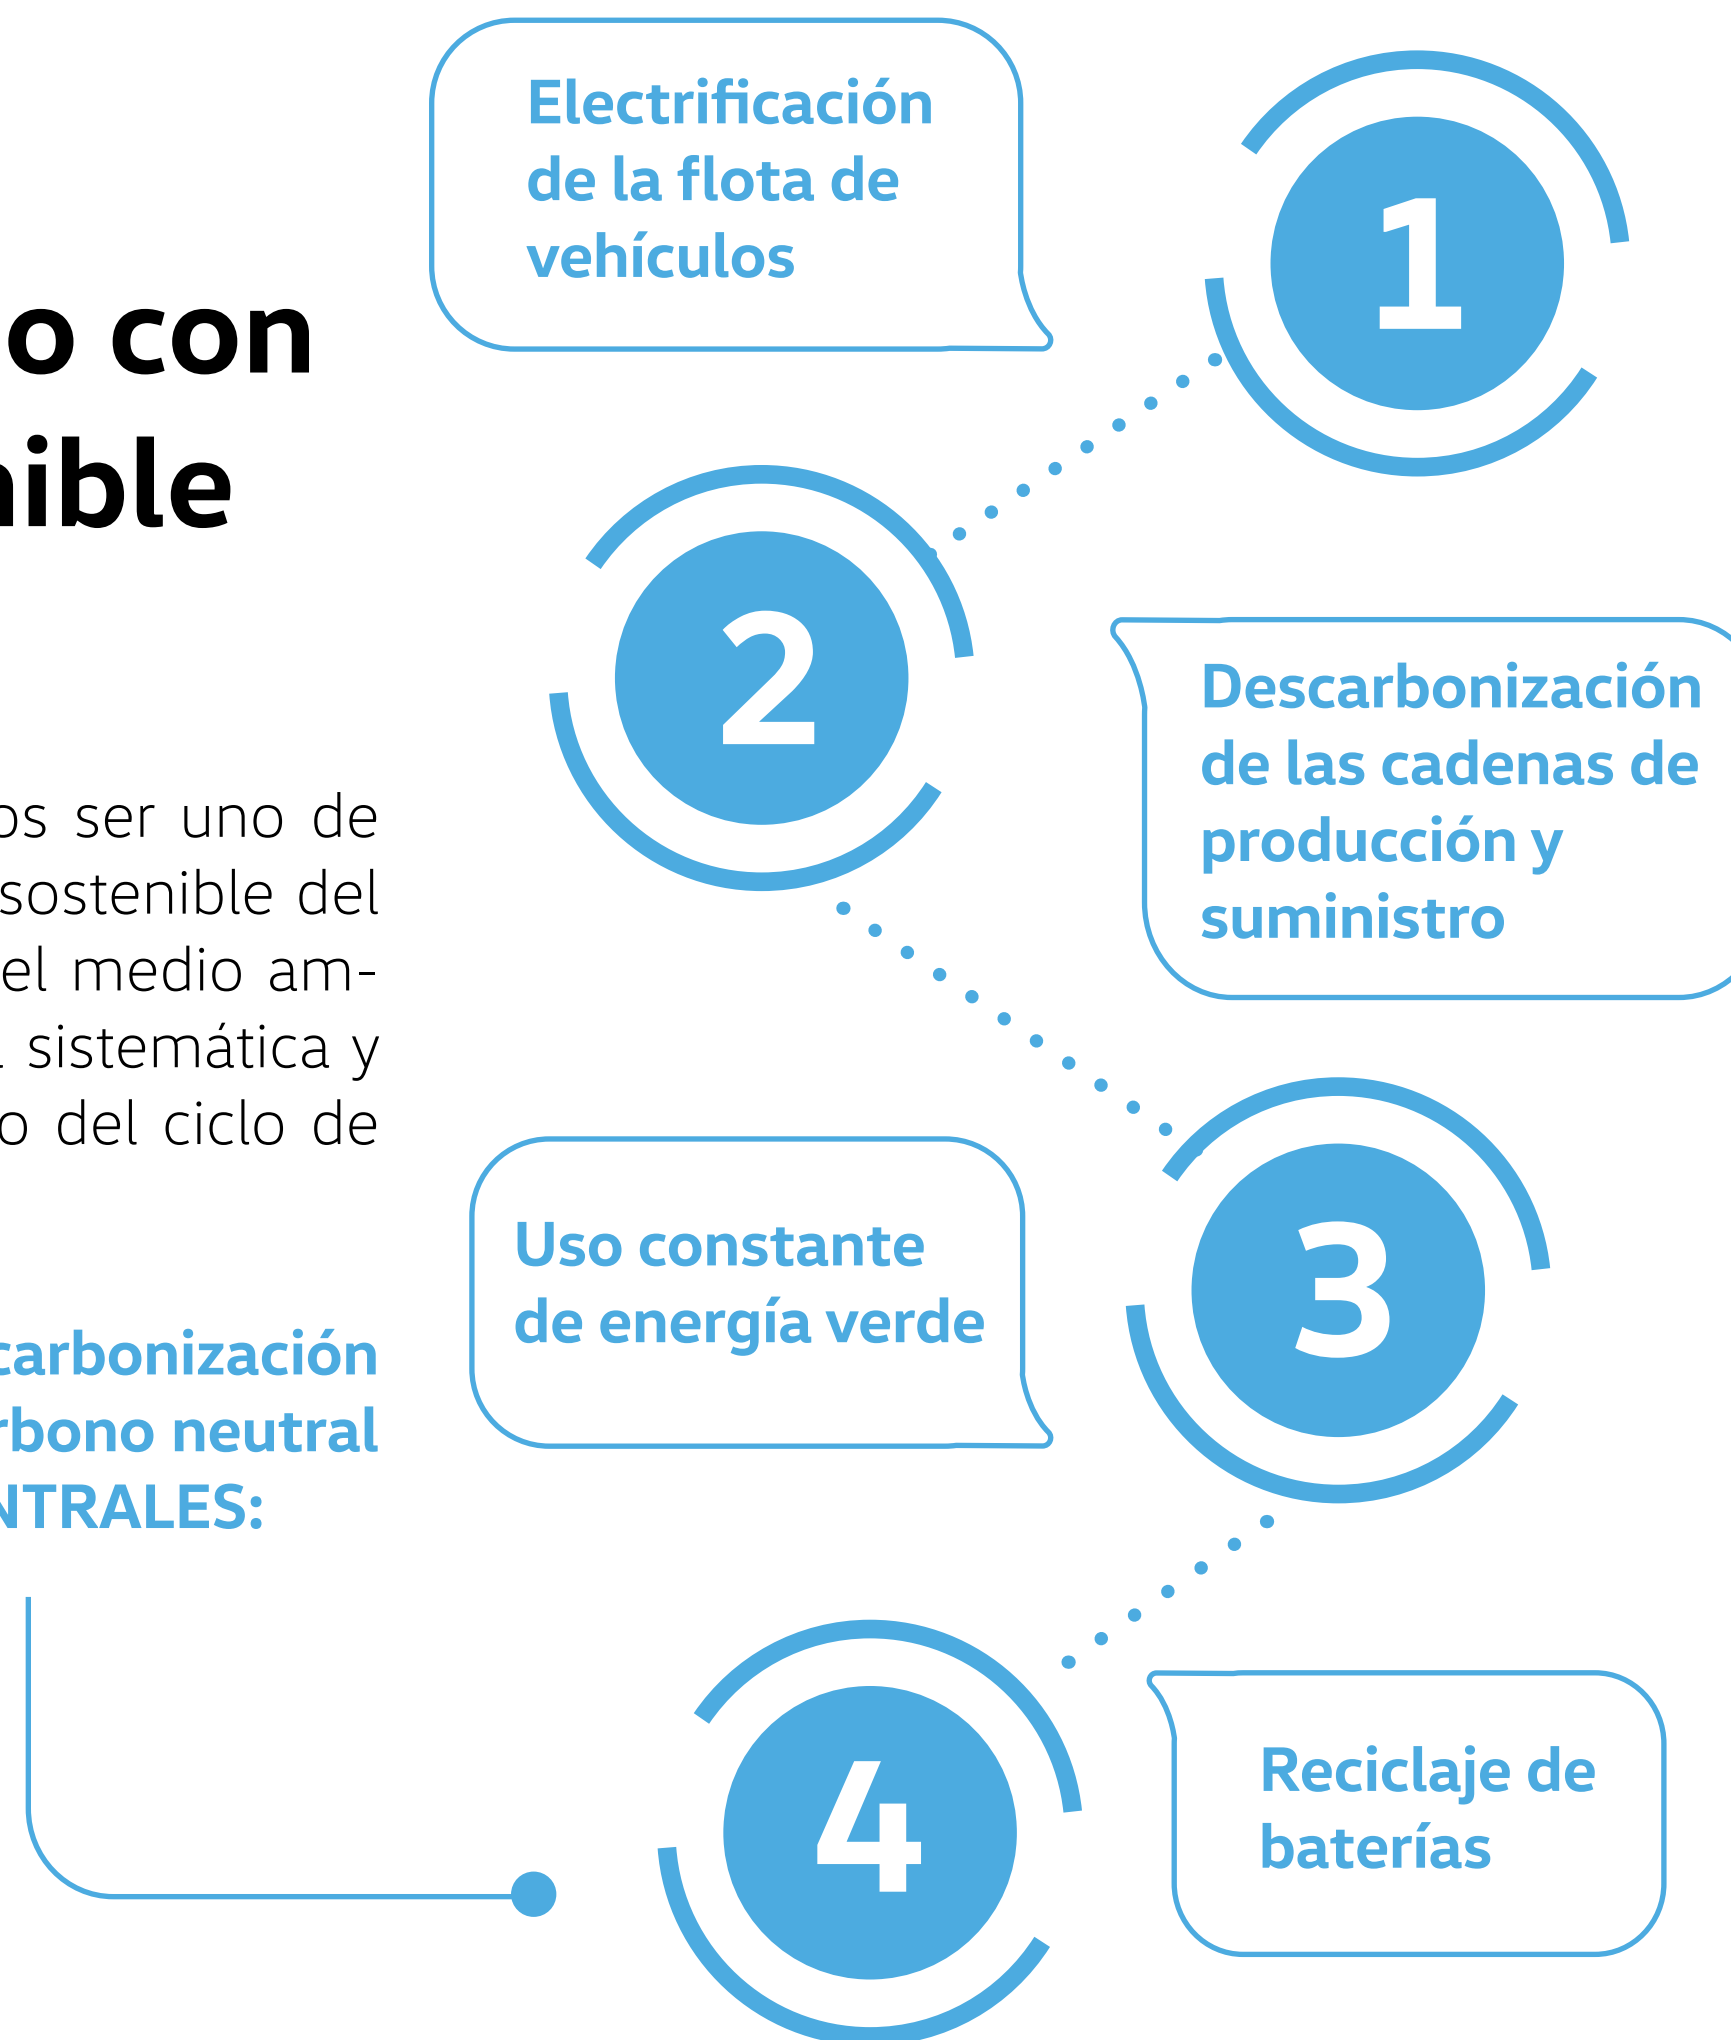 o con
nible
os ser uno de
sostenible del
el medio am-
sistemática y
o del ciclo de
carbonización
rbono neutral
NTRALES:
Electrificación
de la flota de
vehículos
1
2
Descarbonización
de las cadenas de
producción y
suministro
Uso constante
de energía verde
3
4
Reciclaje de
baterías